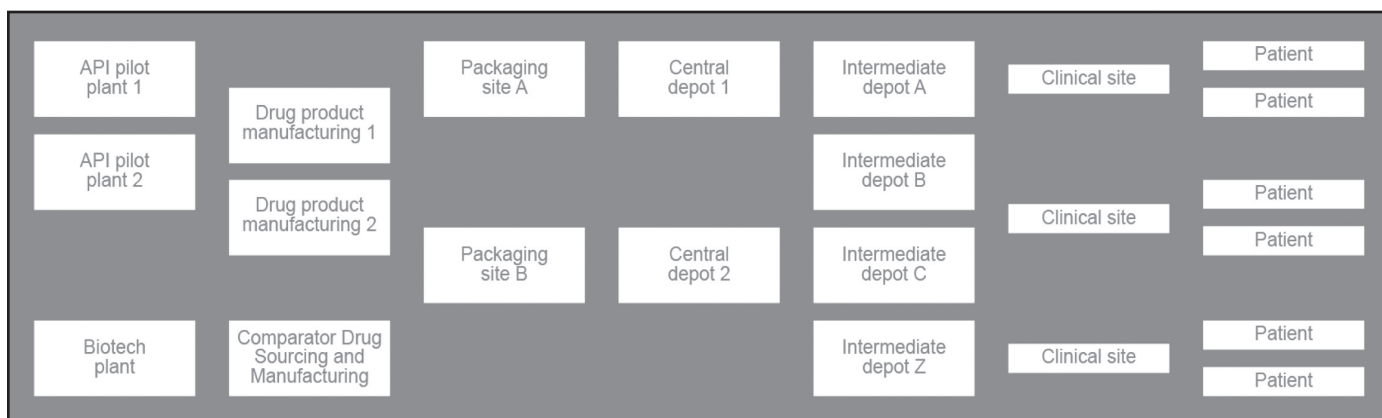 API pilot
plant 1
API pilot
plant 2
Biotech
plant
Drug product
manufacturing 1
Drug product
manufacturing 2
Comparator Drug
Sourcing and
Manufacturing
Packaging
site A
Packaging
site B
Central
depot 1
Central
depot 2
Intermediate
depot A
Intermediate
depot B
Intermediate
depot C
Intermediate
depot Z
Clinical site
Clinical site
Clinical site
Patient
Patient
Patient
Patient
Patient
Patient